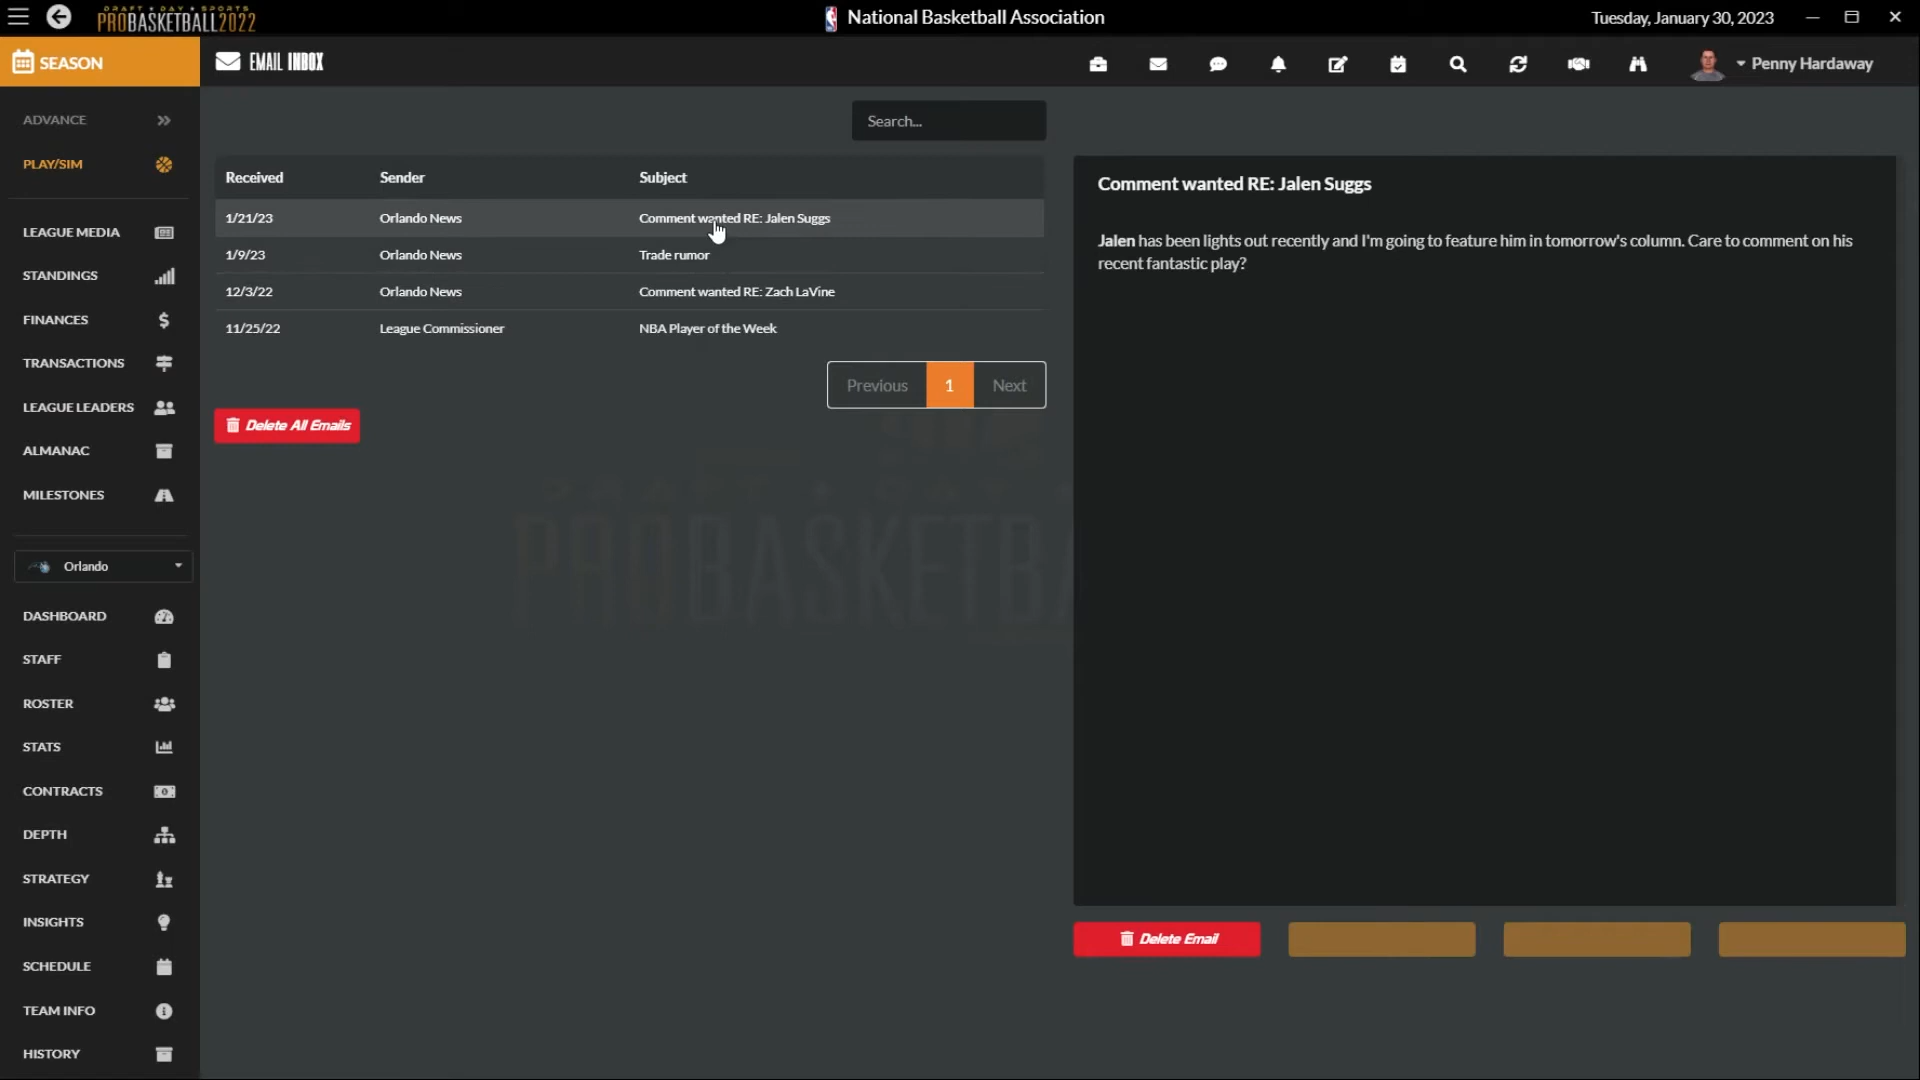 DRAFT • DAY • SPORTS
PROBASKETBALL2022
National Basketball Association
Tuesday, January 30, 2023
SEASON
EMAIL INBOX
Penny Hardaway
ADVANCE
PLAY/SIM
LEAGUE MEDIA
STANDINGS
FINANCES
TRANSACTIONS
LEAGUE LEADERS
ALMANAC
MILESTONES
Orlando
DASHBOARD
STAFF
ROSTER
STATS
CONTRACTS
DEPTH
STRATEGY
INSIGHTS
SCHEDULE
TEAM INFO
HISTORY
Search...
Received Sender Subject
1/21/23 Orlando News Comment wanted RE: Jalen Suggs
1/9/23 Orlando News Trade rumor
12/3/22 Orlando News Comment wanted RE: Zach LaVine
11/25/22 League Commissioner NBA Player of the Week
Previous 1 Next
Delete All Emails
PROBASKETBA
Comment wanted RE: Jalen Suggs
Jalen has been lights out recently and I'm going to feature him in tomorrow's column. Care to comment on his
recent fantastic play?
Delete Email